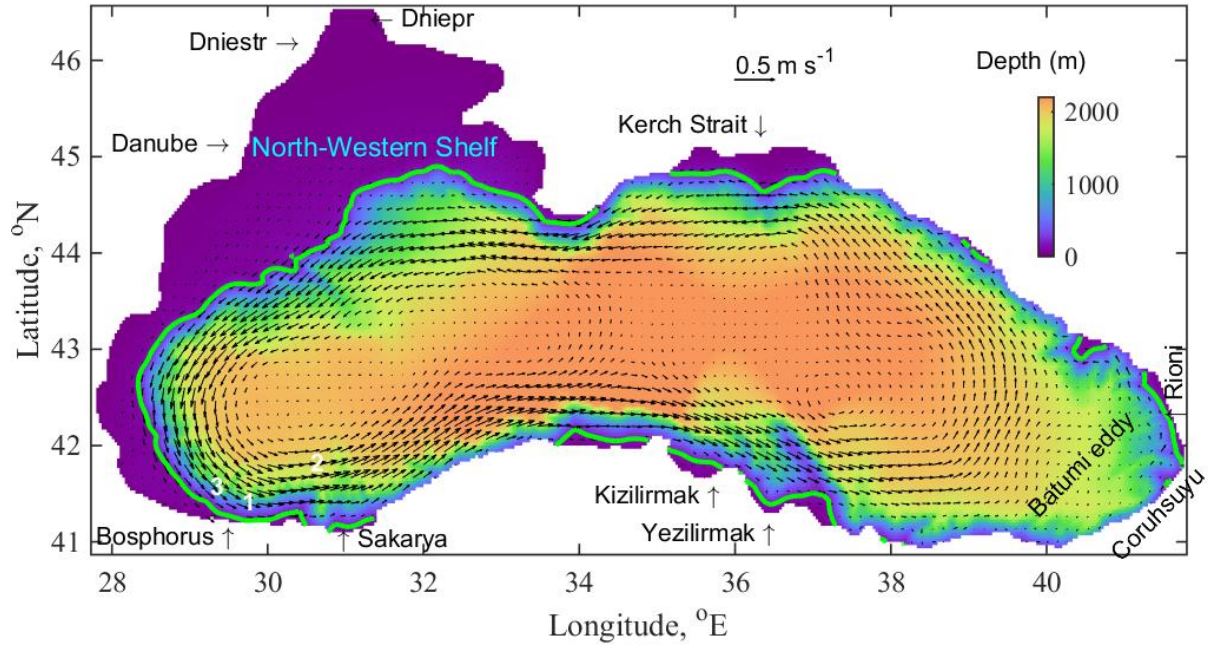 Dniepr
Dniestr →
46
0.5 m s⁻¹
Depth (m)
2000
Kerch Strait ↓
Danube →
North-Western Shelf
45
1000
44
0
Latitude, °N
43
Rioni
42
Batumi eddy
2
3
1
Kizilirmak ↑
Coruhsuyu
Bosphorus ↑
↑ Sakarya
Yezilirmak ↑
41
28 30 32 34 36 38 40
Longitude, °E